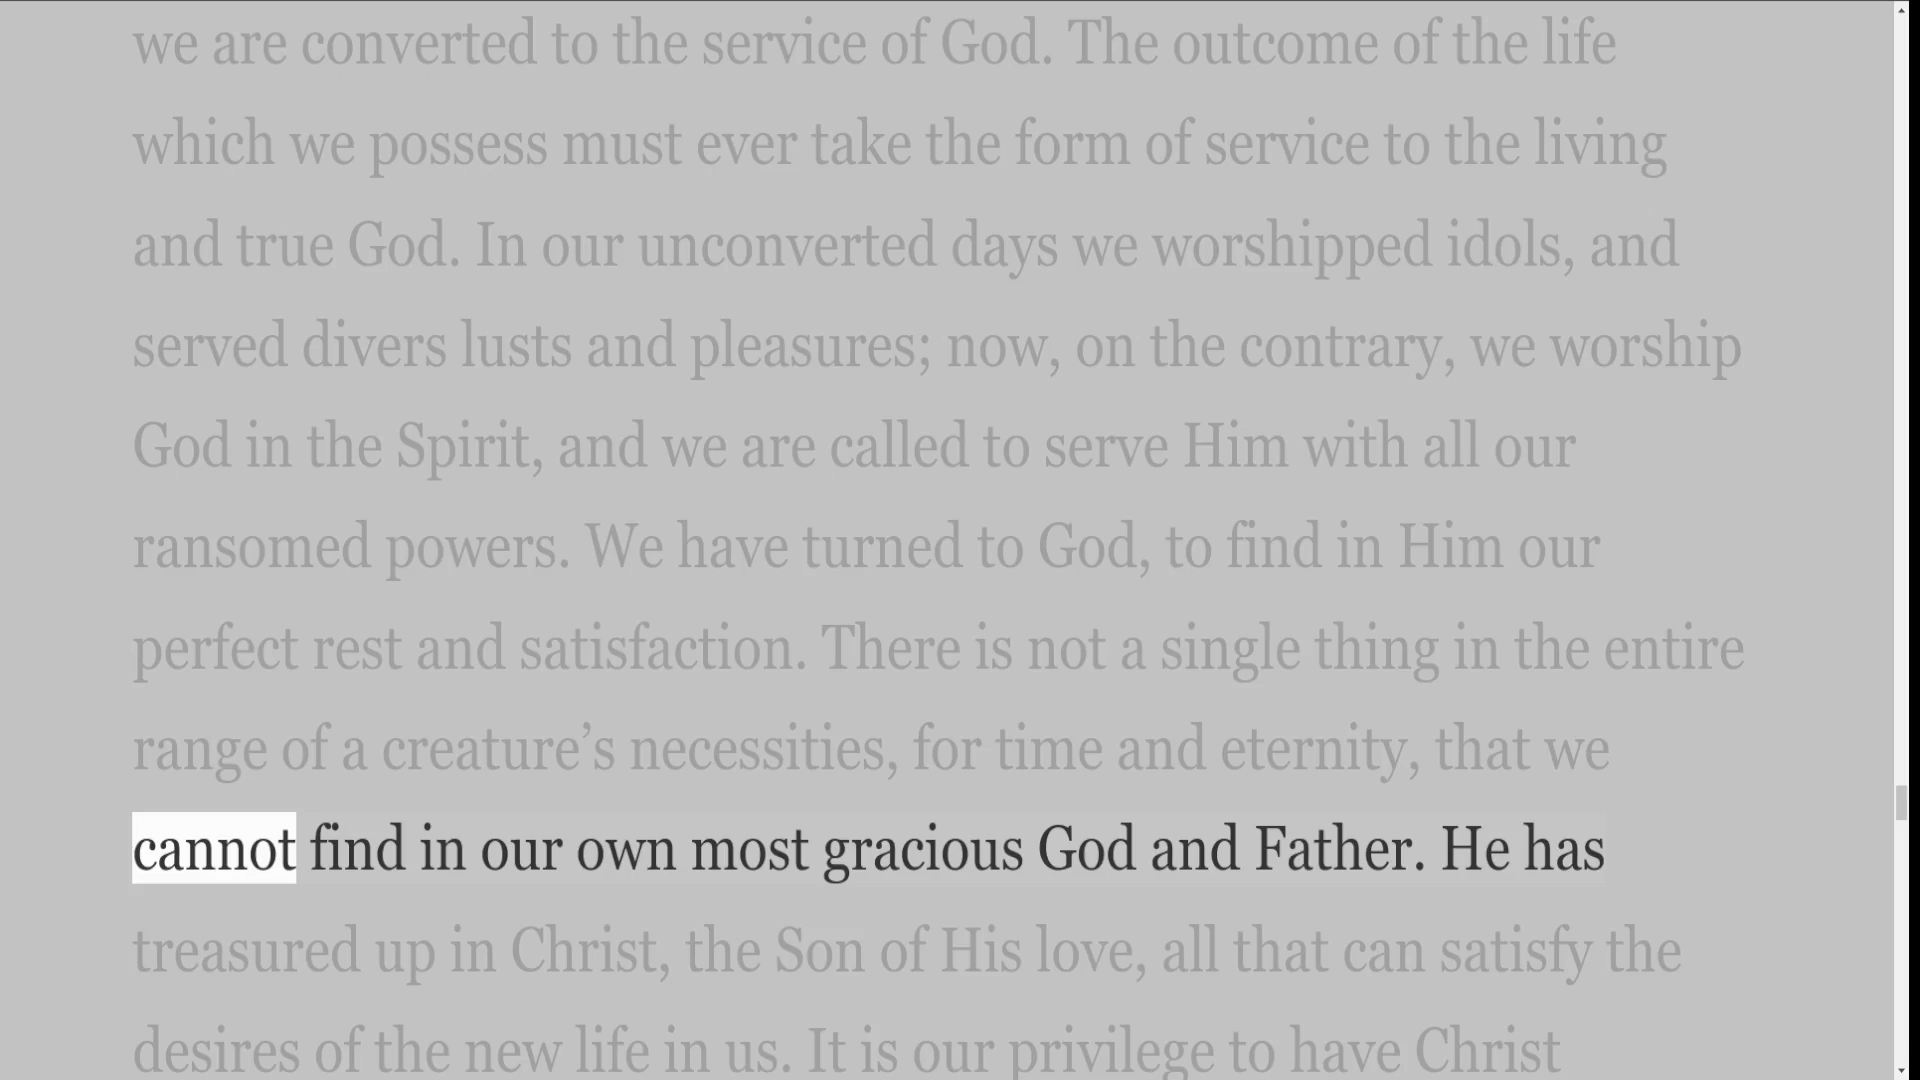 we are converted to the service of God. The outcome of the life
which we possess must ever take the form of service to the living
and true God. In our unconverted days we worshipped idols, and
served divers lusts and pleasures; now, on the contrary, we worship
God in the Spirit, and we are called to serve Him with all our
ransomed powers. We have turned to God, to find in Him our
perfect rest and satisfaction. There is not a single thing in the entire
range of a creature’s necessities, for time and eternity, that we
cannot find in our own most gracious God and Father. He has
treasured up in Christ, the Son of His love, all that can satisfy the
desires of the new life in us. It is our privilege to have Christ